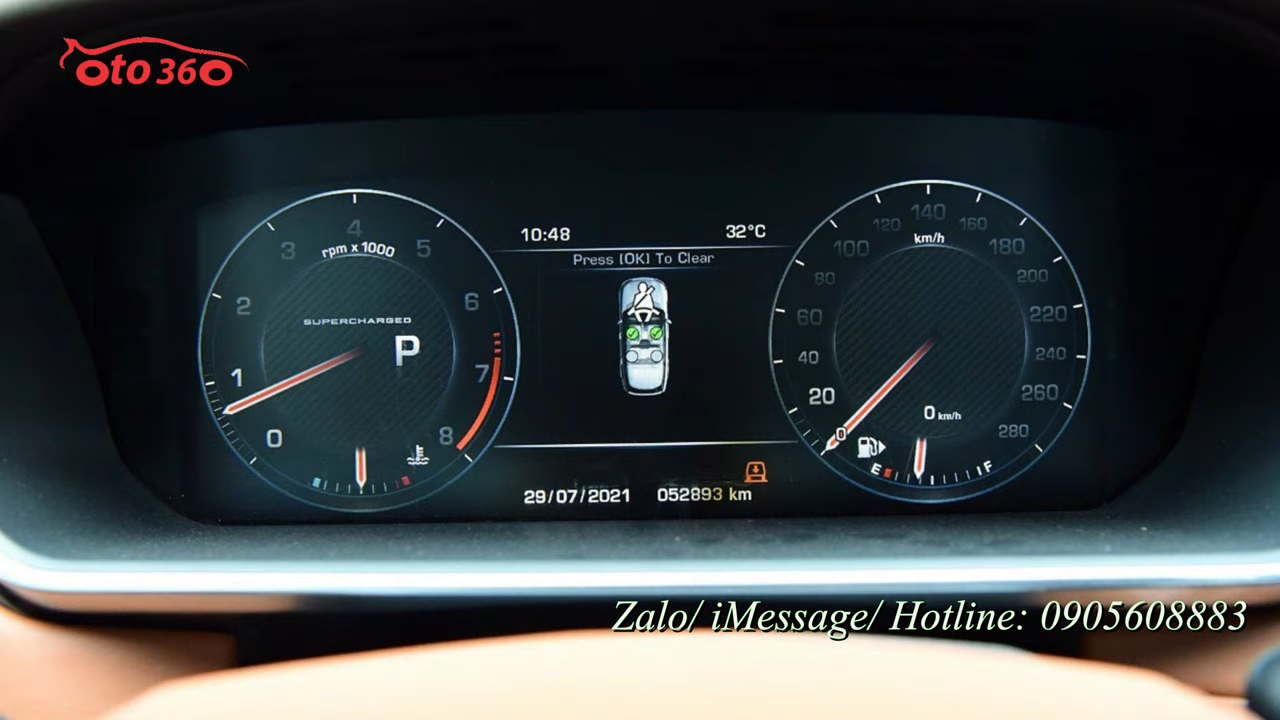 oto 360
10:48 32°C
Press [OK] To Clear
rpm x 1000
SUPERCHARGED
P
0 1 2 3 4 5 6 7 8
km/h
0 20 40 60 80 100 120 140 160 180 200 220 240 260 280
0 km/h
E F
29/07/2021 052893 km
Zalo/ iMessage/ Hotline: 0905608883